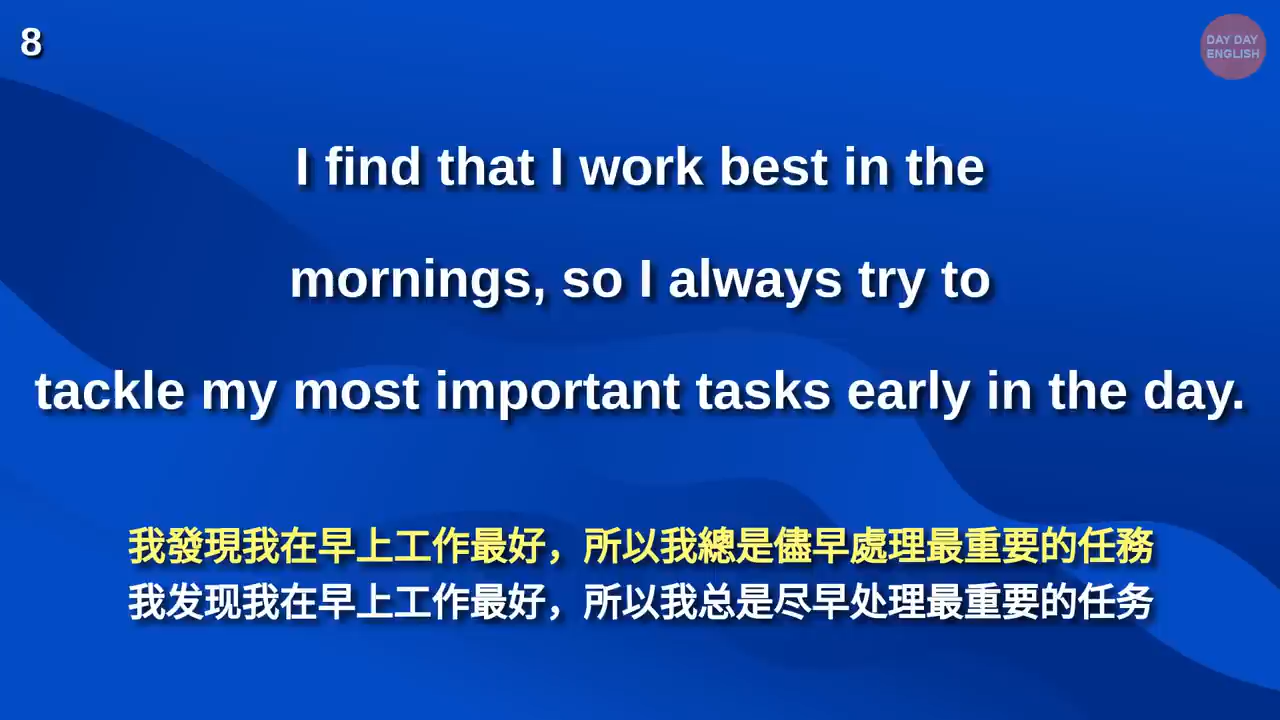 8
DAY DAY
ENGLISH
I find that I work best in the
mornings, so I always try to
tackle my most important tasks early in the day.
我發現我在早上工作最好，所以我總是儘早處理最重要的任務
我发现我在早上工作最好，所以我总是尽早处理最重要的任务